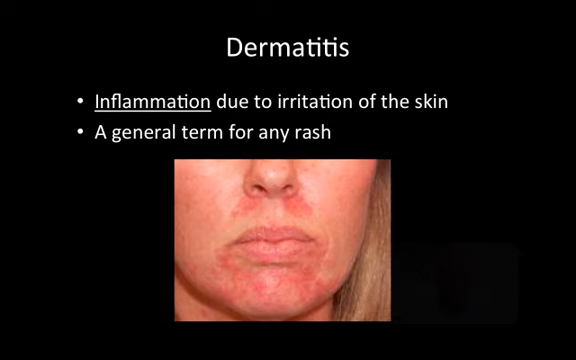 Dermatitis
• Inflammation due to irritation of the skin
• A general term for any rash